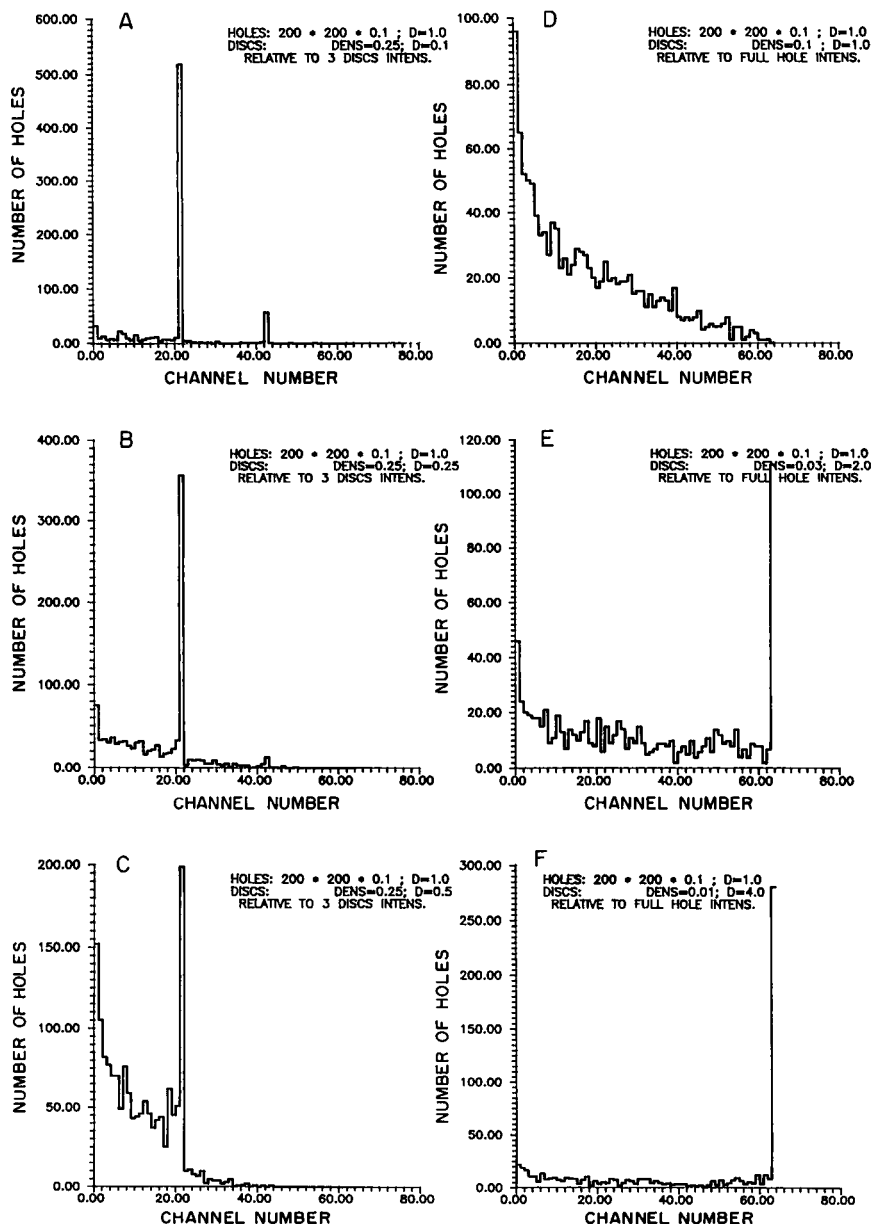 A
HOLES: 200 * 200 * 0.1 ; D=1.0
DISCS: DENS=0.25; D=0.1
RELATIVE TO 3 DISCS INTENS.
NUMBER OF HOLES
600.00
500.00
400.00
300.00
200.00
100.00
0.00
0.00 20.00 40.00 60.00 80.00
CHANNEL NUMBER
D
HOLES: 200 * 200 * 0.1 ; D=1.0
DISCS: DENS=0.1 ; D=1.0
RELATIVE TO FULL HOLE INTENS.
NUMBER OF HOLES
100.00
80.00
60.00
40.00
20.00
0.00
0.00 20.00 40.00 60.00 80.00
CHANNEL NUMBER
B
HOLES: 200 * 200 * 0.1 ; D=1.0
DISCS: DENS=0.25; D=0.25
RELATIVE TO 3 DISCS INTENS.
NUMBER OF HOLES
400.00
300.00
200.00
100.00
0.00
0.00 20.00 40.00 60.00 80.00
CHANNEL NUMBER
E
HOLES: 200 * 200 * 0.1 ; D=1.0
DISCS: DENS=0.03; D=2.0
RELATIVE TO FULL HOLE INTENS.
NUMBER OF HOLES
120.00
100.00
80.00
60.00
40.00
20.00
0.00
0.00 20.00 40.00 60.00 80.00
CHANNEL NUMBER
C
HOLES: 200 * 200 * 0.1 ; D=1.0
DISCS: DENS=0.25; D=0.5
RELATIVE TO 3 DISCS INTENS.
NUMBER OF HOLES
200.00
150.00
100.00
50.00
0.00
0.00 20.00 40.00 60.00 80.00
CHANNEL NUMBER
F
HOLES: 200 * 200 * 0.1 ; D=1.0
DISCS: DENS=0.01; D=4.0
RELATIVE TO FULL HOLE INTENS.
NUMBER OF HOLES
300.00
250.00
200.00
150.00
100.00
50.00
0.00
0.00 20.00 40.00 60.00 80.00
CHANNEL NUMBER